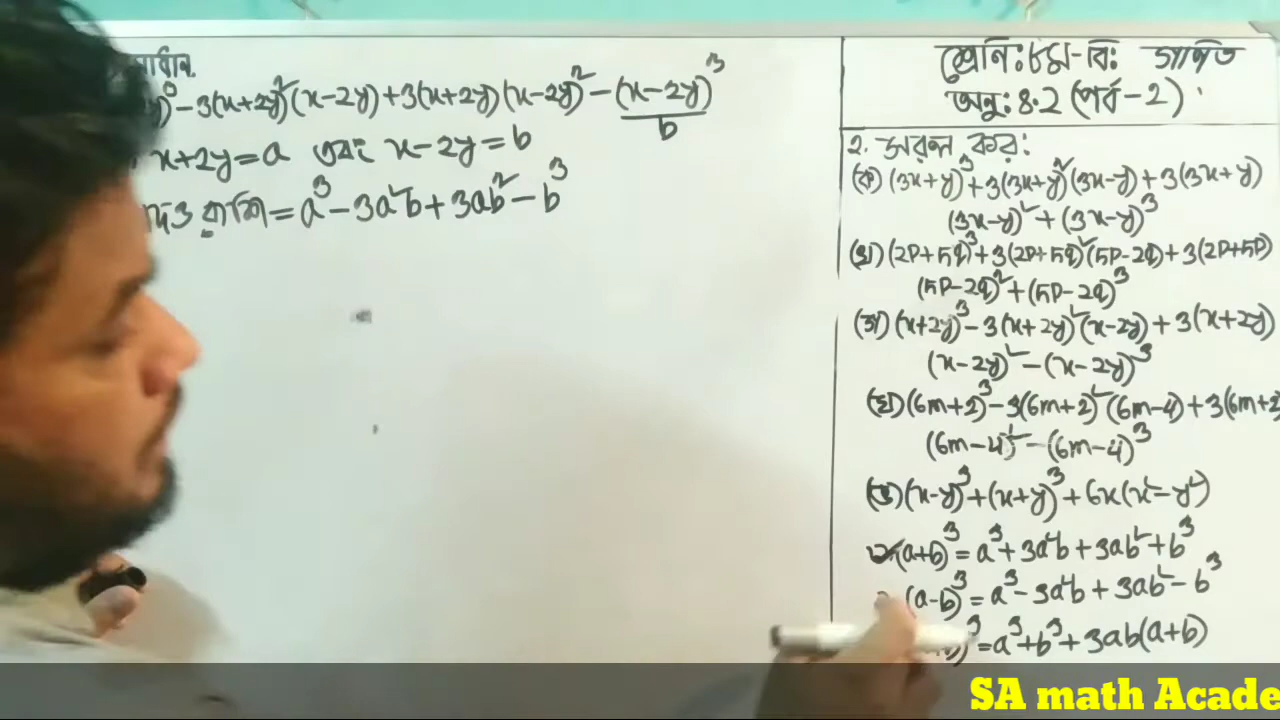 y)³ − 3(x+2y)²(x−2y) + 3(x+2y)(x−2y)² − (x−2y)³
b
x+2y=a এবং x−2y=b
রাশি = a³ − 3a²b + 3ab² − b³
শ্রেনি: ৮ম-বি: গণিত
অনু: ৪.২ (পর্ব-2)
২. সরল কর:
(ক) (3x+y)³+3(3x+y)²(3x−y)+3(3x+y)
(3x−y)²+(3x−y)³
(খ) (2p+5q)³+3(2p+5q)²(5p−2q)+3(2p+5p)
(5p−2q)²+(5p−2q)³
(গ) (x+2y)³−3(x+2y)²(x−2y)+3(x+2y)
(x−2y)²−(x−2y)³
(ঘ) (6m+2)³−3(6m+2)²(6m−4)+3(6m+2
(6m−4)²−(6m−4)³
(ঙ) (x−y)³+(x+y)³+6x(x²−y²)
(a+b)³=a³+3a²b+3ab²+b³
(a−b)³=a³−3a²b+3ab²−b³
)³=a³+b³+3ab(a+b)
SA math Acade